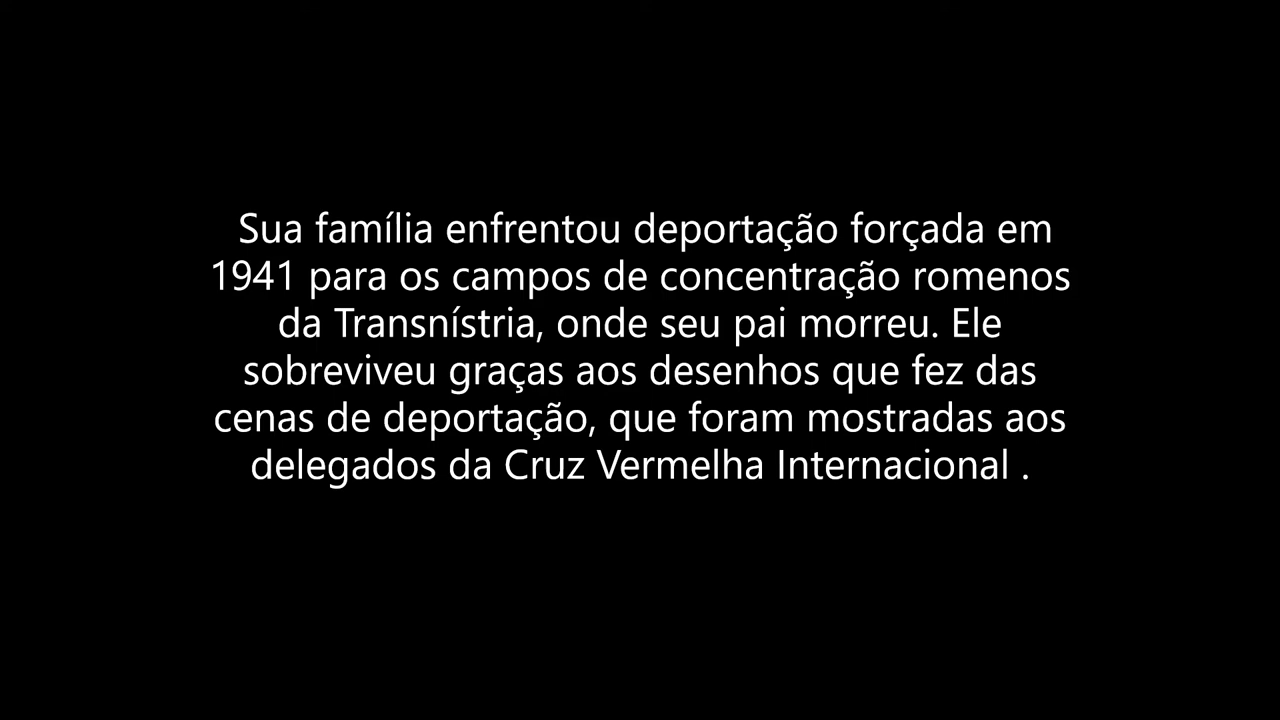 Sua família enfrentou deportação forçada em
1941 para os campos de concentração romenos
da Transnístria, onde seu pai morreu. Ele
sobreviveu graças aos desenhos que fez das
cenas de deportação, que foram mostradas aos
delegados da Cruz Vermelha Internacional .